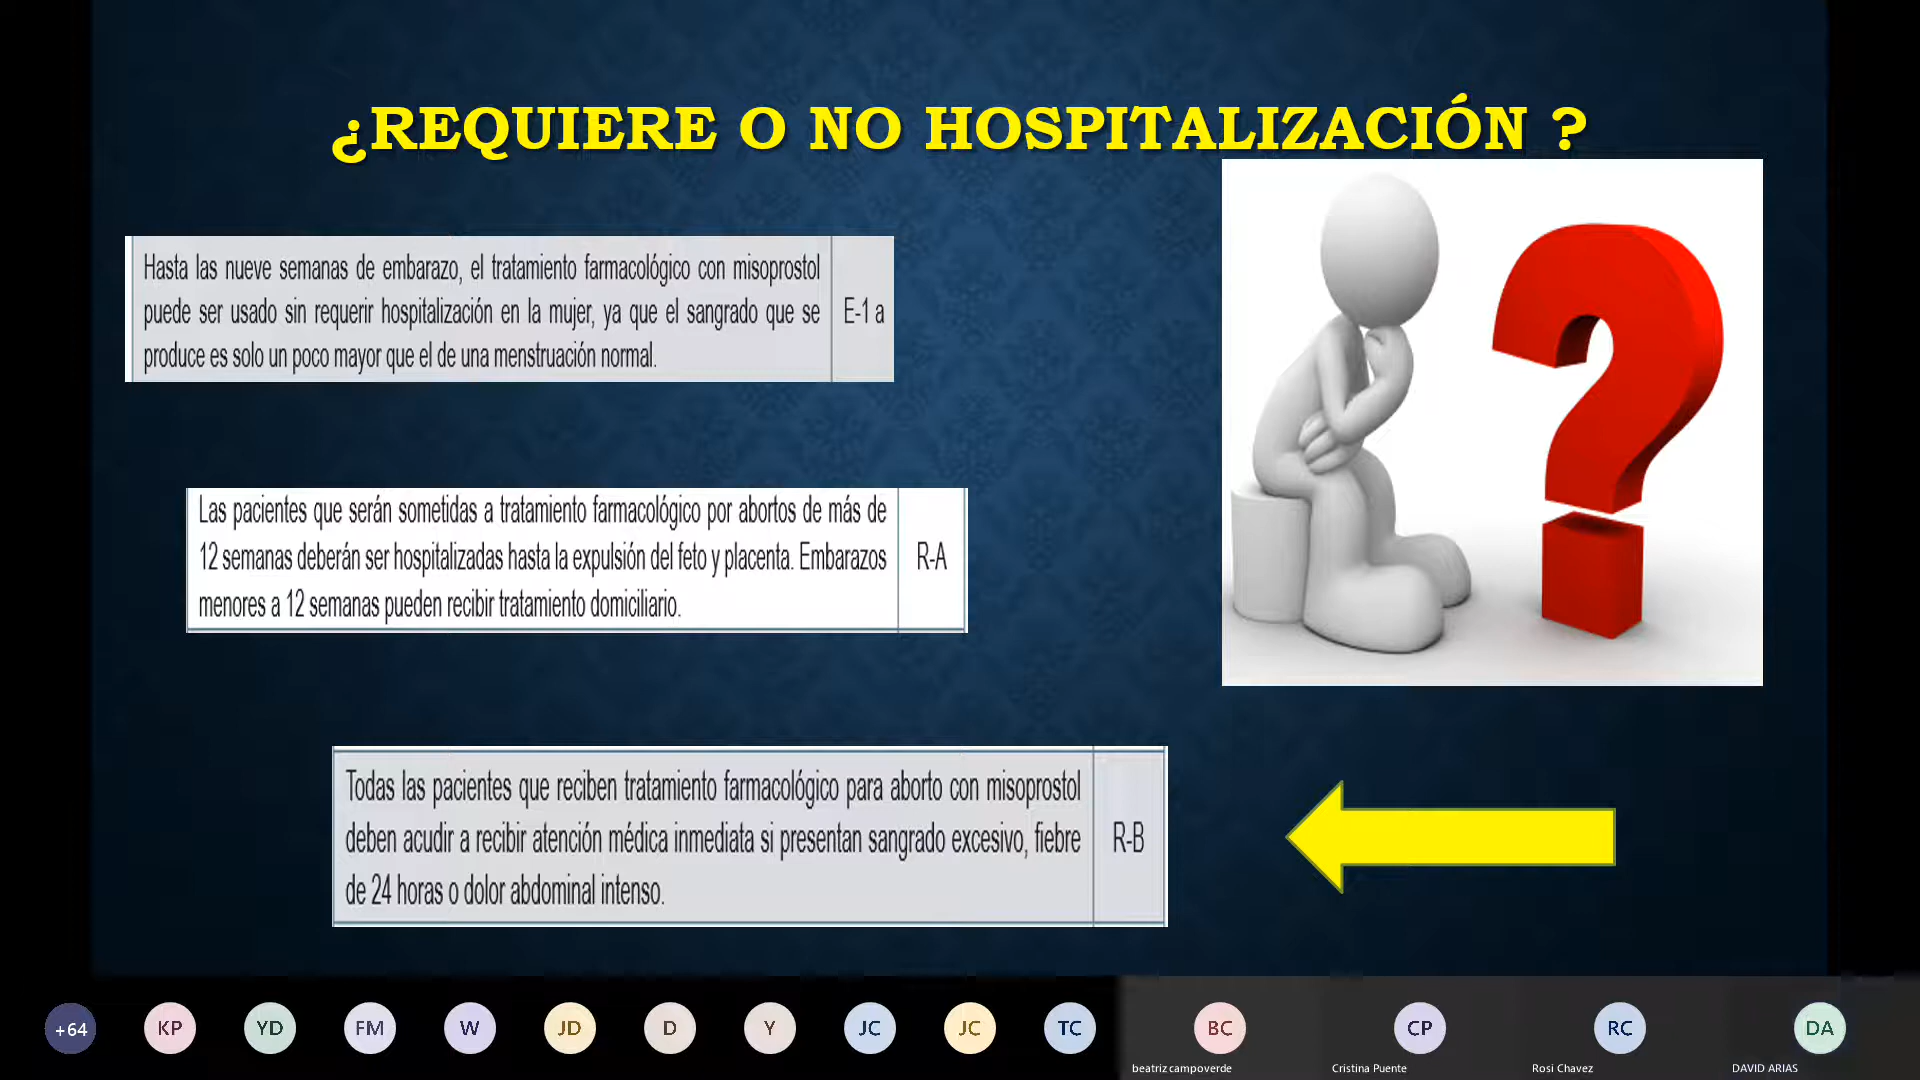 ¿REQUIERE O NO HOSPITALIZACIÓN ?
Hasta las nueve semanas de embarazo, el tratamiento farmacológico con misoprostol
puede ser usado sin requerir hospitalización en la mujer, ya que el sangrado que se
produce es solo un poco mayor que el de una menstruación normal.
E-1 a
Las pacientes que serán sometidas a tratamiento farmacológico por abortos de más de
12 semanas deberán ser hospitalizadas hasta la expulsión del feto y placenta. Embarazos
menores a 12 semanas pueden recibir tratamiento domiciliario.
R-A
Todas las pacientes que reciben tratamiento farmacológico para aborto con misoprostol
deben acudir a recibir atención médica inmediata si presentan sangrado excesivo, fiebre
de 24 horas o dolor abdominal intenso.
R-B
+64 KP YD FM W JD D Y JC JC TC BC CP RC DA
beatriz campoverde Cristina Puente Rosi Chavez DAVID ARIAS